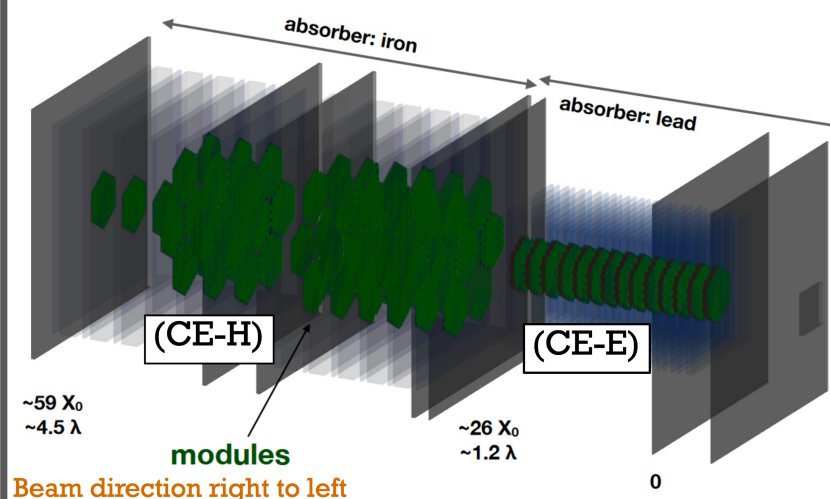 absorber: iron
absorber: lead
(CE-H)
(CE-E)
~59 X₀
~4.5 λ
~26 X₀
~1.2 λ
modules
0
Beam direction right to left